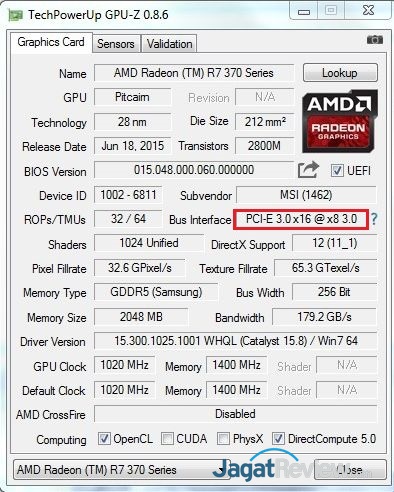 TechPowerUp GPU-Z 0.8.6
Graphics Card Sensors Validation
Name AMD Radeon (TM) R7 370 Series Lookup
GPU Pitcairn Revision N/A
AMD
RADEON
GRAPHICS
Technology 28 nm Die Size 212 mm²
Release Date Jun 18, 2015 Transistors 2800M
BIOS Version 015.048.000.060.000000 UEFI
Device ID 1002 - 6811 Subvendor MSI (1462)
ROPs/TMUs 32 / 64 Bus Interface PCI-E 3.0 x16 @ x8 3.0 ?
Shaders 1024 Unified DirectX Support 12 (11_1)
Pixel Fillrate 32.6 GPixel/s Texture Fillrate 65.3 GTexel/s
Memory Type GDDR5 (Samsung) Bus Width 256 Bit
Memory Size 2048 MB Bandwidth 179.2 GB/s
Driver Version 15.300.1025.1001 WHQL (Catalyst 15.8) / Win7 64
GPU Clock 1020 MHz Memory 1400 MHz Shader N/A
Default Clock 1020 MHz Memory 1400 MHz Shader N/A
AMD CrossFire Disabled
Computing OpenCL CUDA PhysX DirectCompute 5.0
AMD Radeon (TM) R7 370 Series Close
JagatReview